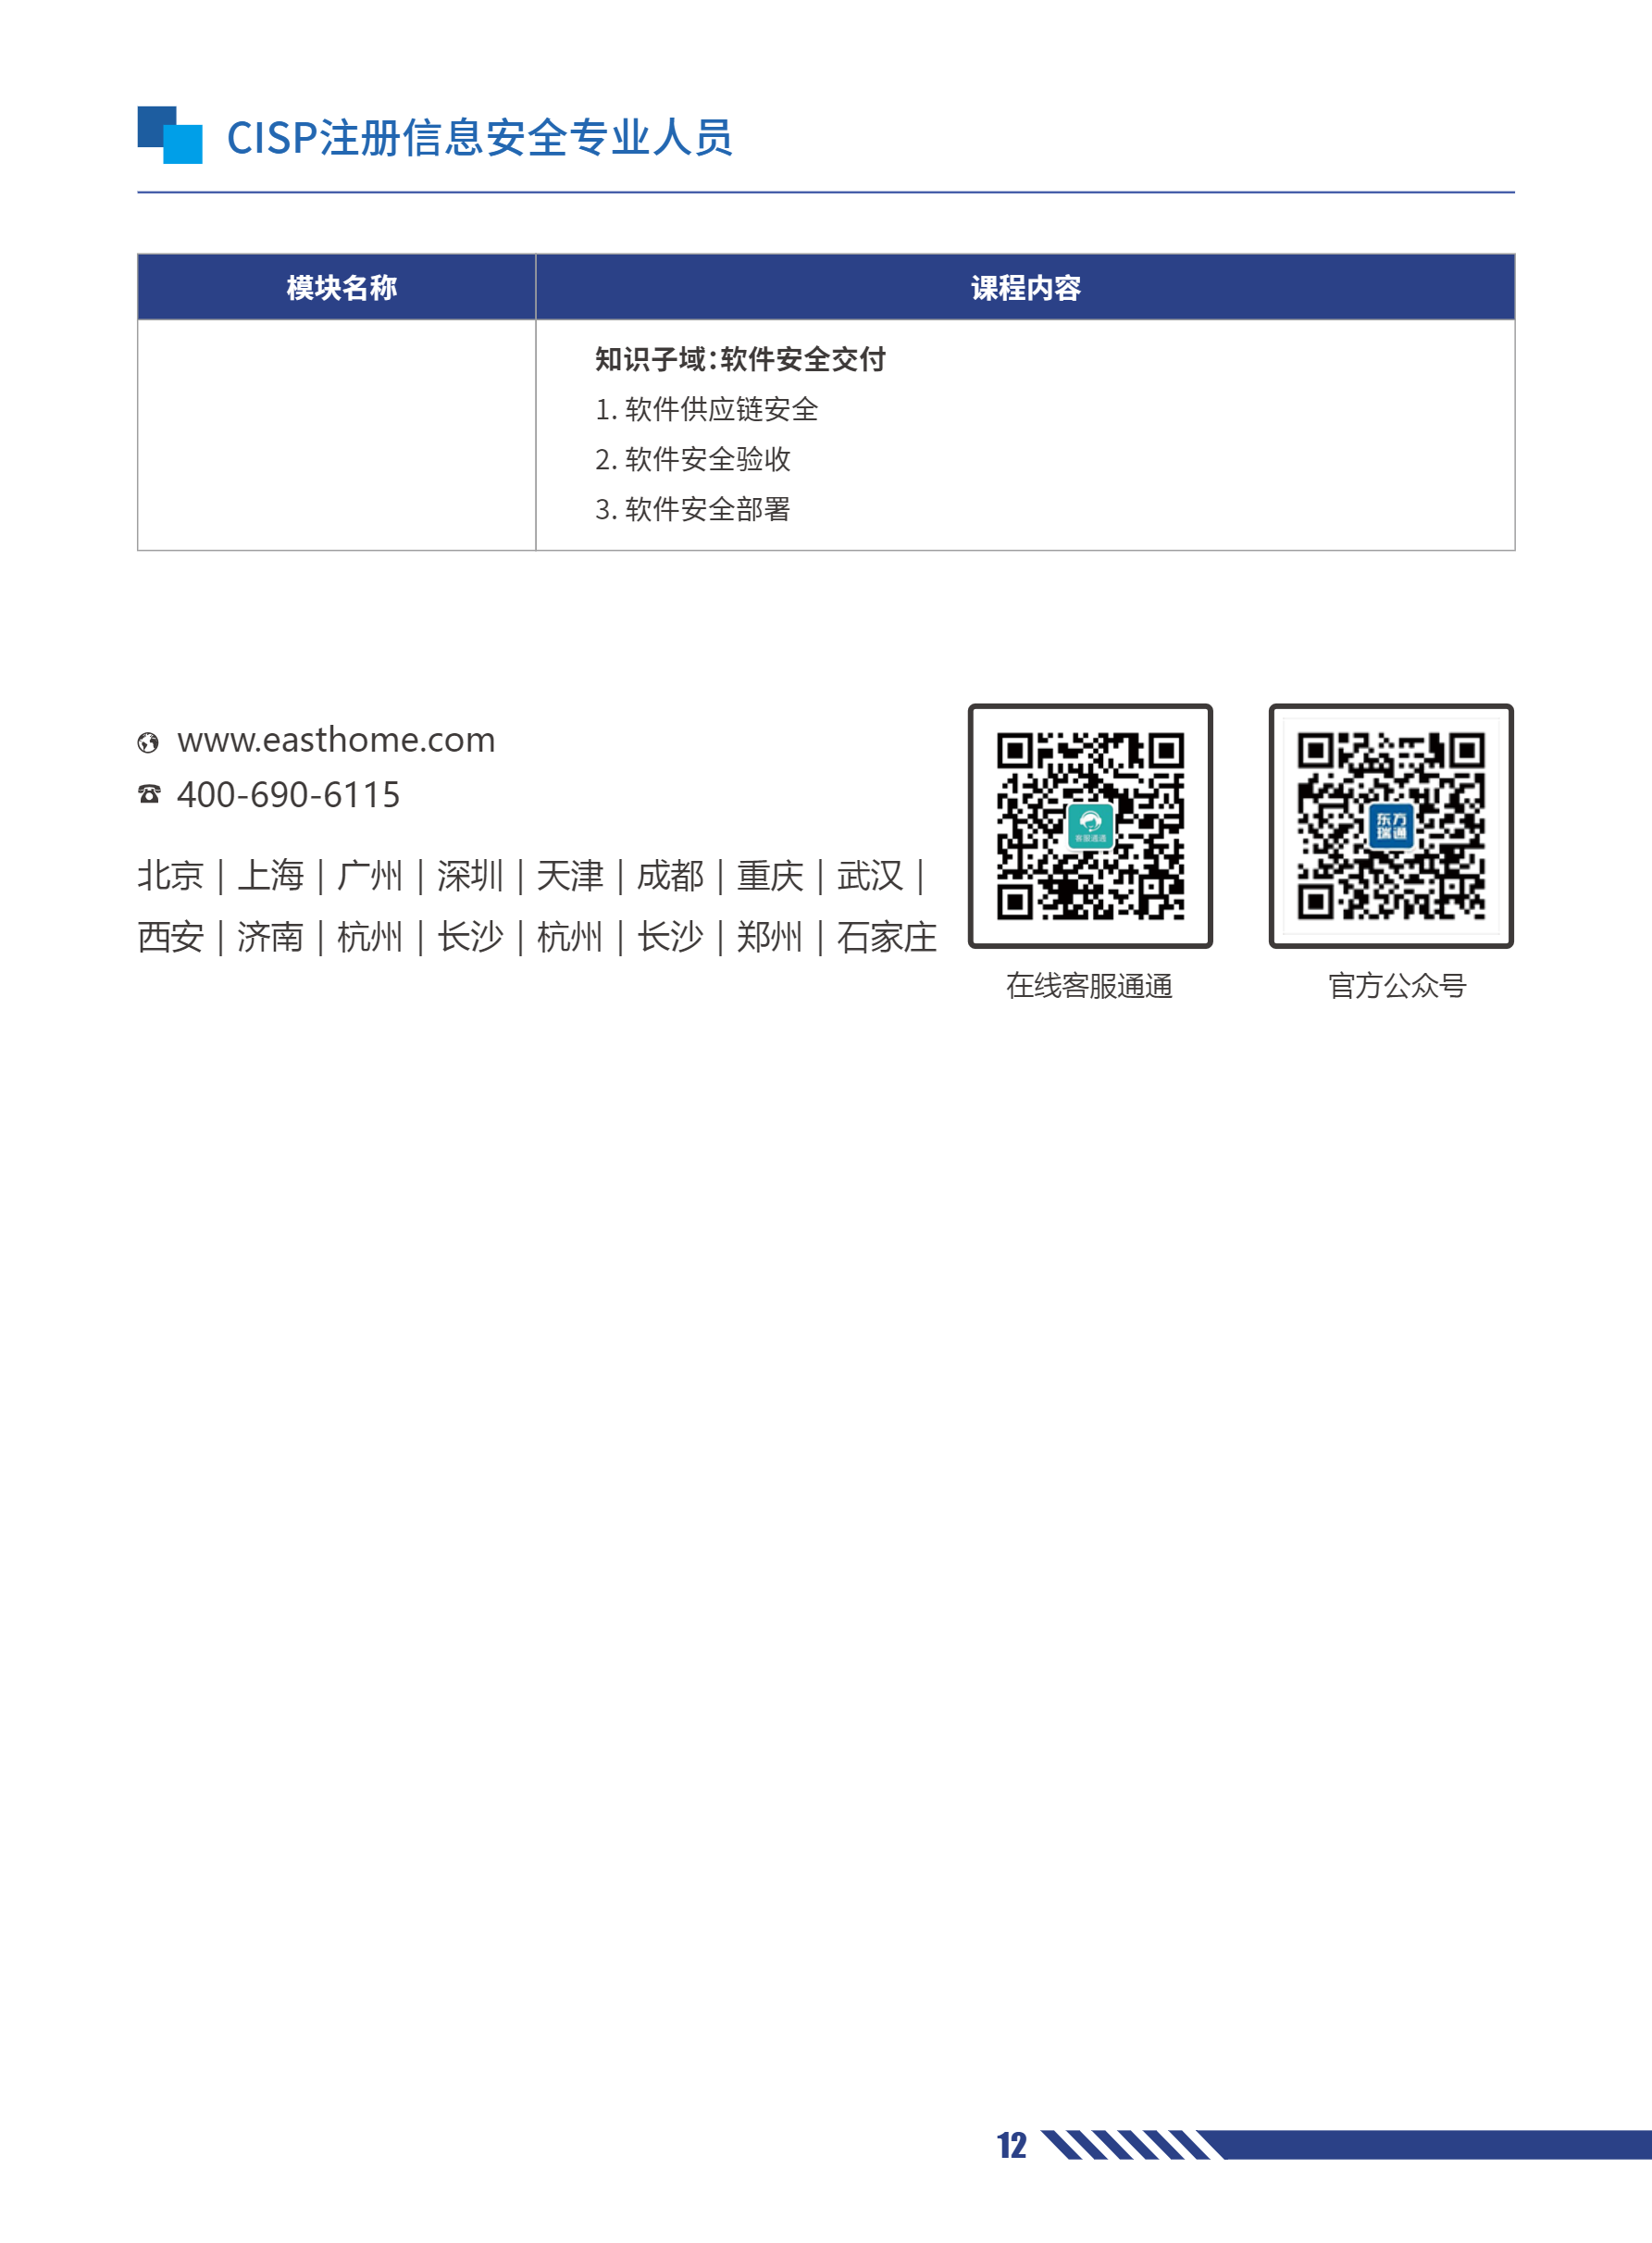 CISP注册信息安全专业人员
模块名称 课程内容
知识子域：软件安全交付
1. 软件供应链安全
2. 软件安全验收
3. 软件安全部署
www.easthome.com
400-690-6115
北京｜上海｜广州｜深圳｜天津｜成都｜重庆｜武汉｜
西安｜济南｜杭州｜长沙｜杭州｜长沙｜郑州｜石家庄
客服通通
东方
瑞通
在线客服通通
官方公众号
12